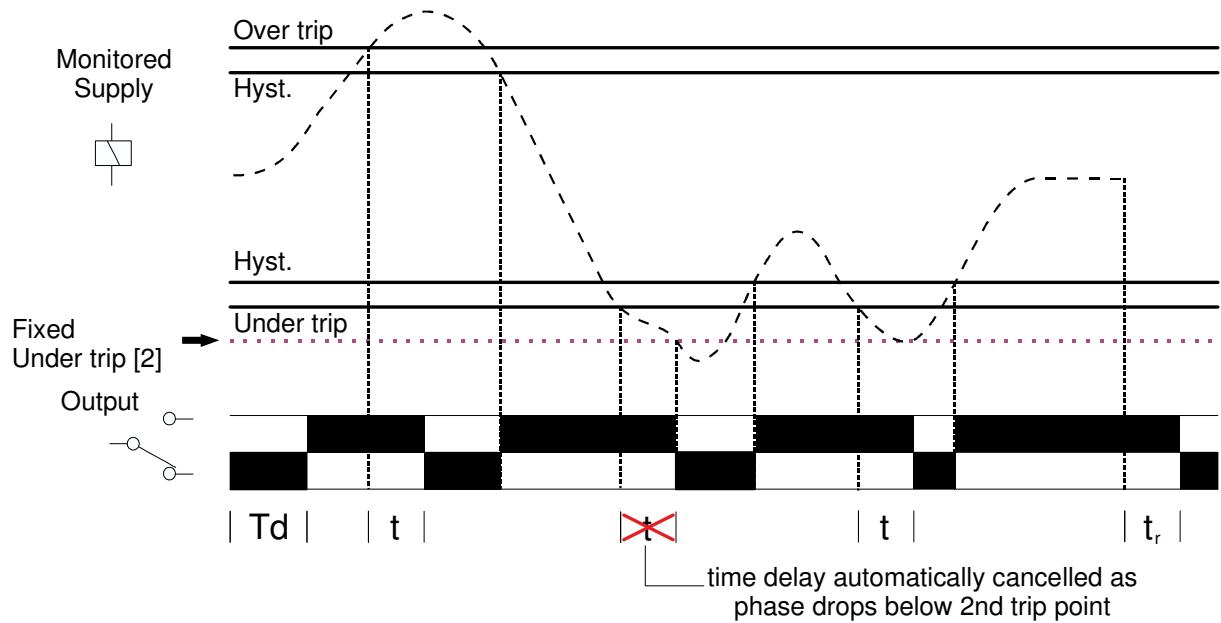 Over trip
Monitored
Supply
Hyst.
Hyst.
Under trip
Fixed
Under trip [2]
Output
Td
t
t
t
tr
time delay automatically cancelled as
phase drops below 2nd trip point